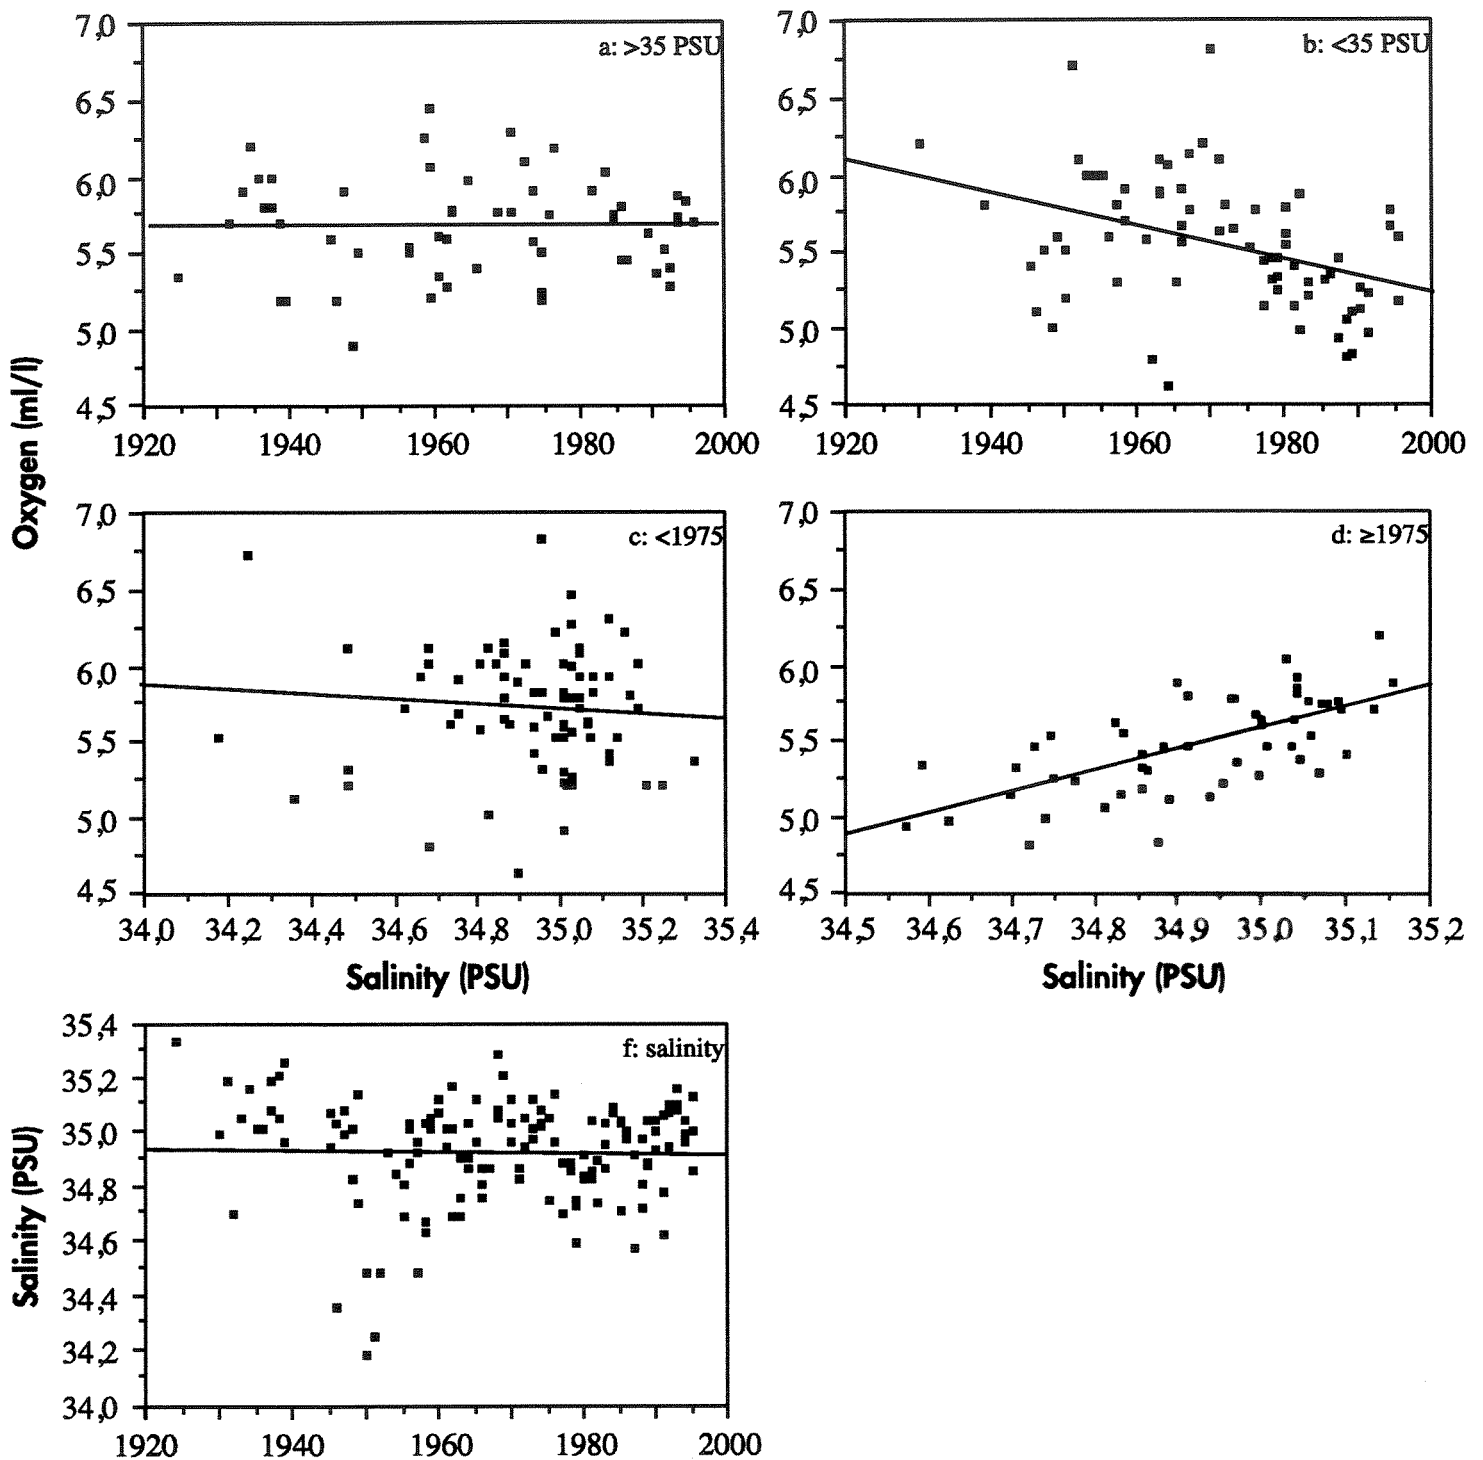 7,0
a: >35 PSU
6,5
6,0
5,5
5,0
4,5
1920 1940 1960 1980 2000
7,0
b: <35 PSU
6,5
6,0
5,5
5,0
4,5
1920 1940 1960 1980 2000
Oxygen (ml/l)
7,0
c: <1975
6,5
6,0
5,5
5,0
4,5
34,0 34,2 34,4 34,6 34,8 35,0 35,2 35,4
Salinity (PSU)
7,0
d: ≥1975
6,5
6,0
5,5
5,0
4,5
34,5 34,6 34,7 34,8 34,9 35,0 35,1 35,2
Salinity (PSU)
35,4
f: salinity
35,2
35,0
34,8
34,6
34,4
34,2
34,0
1920 1940 1960 1980 2000
Salinity (PSU)